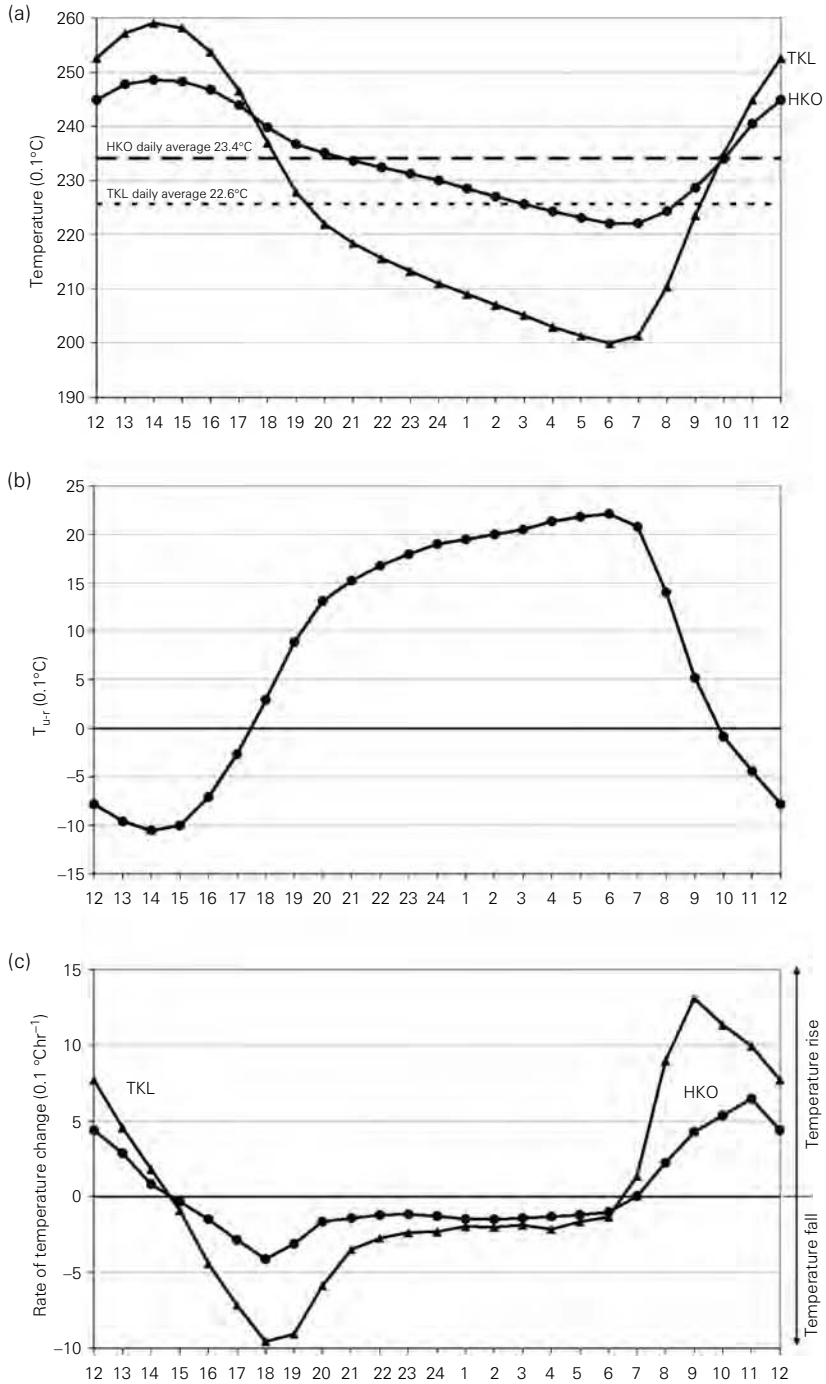 (a)
260
250
240
230
220
210
200
190
Temperature (0.1°C)
TKL
HKO
HKO daily average 23.4°C
TKL daily average 22.6°C
12 13 14 15 16 17 18 19 20 21 22 23 24 1 2 3 4 5 6 7 8 9 10 11 12
(b)
25
20
15
10
5
0
–5
–10
–15
Tu-r (0.1°C)
12 13 14 15 16 17 18 19 20 21 22 23 24 1 2 3 4 5 6 7 8 9 10 11 12
(c)
15
10
5
0
–5
–10
Rate of temperature change (0.1 °Chr–1)
TKL
HKO
Temperature rise
Temperature fall
12 13 14 15 16 17 18 19 20 21 22 23 24 1 2 3 4 5 6 7 8 9 10 11 12